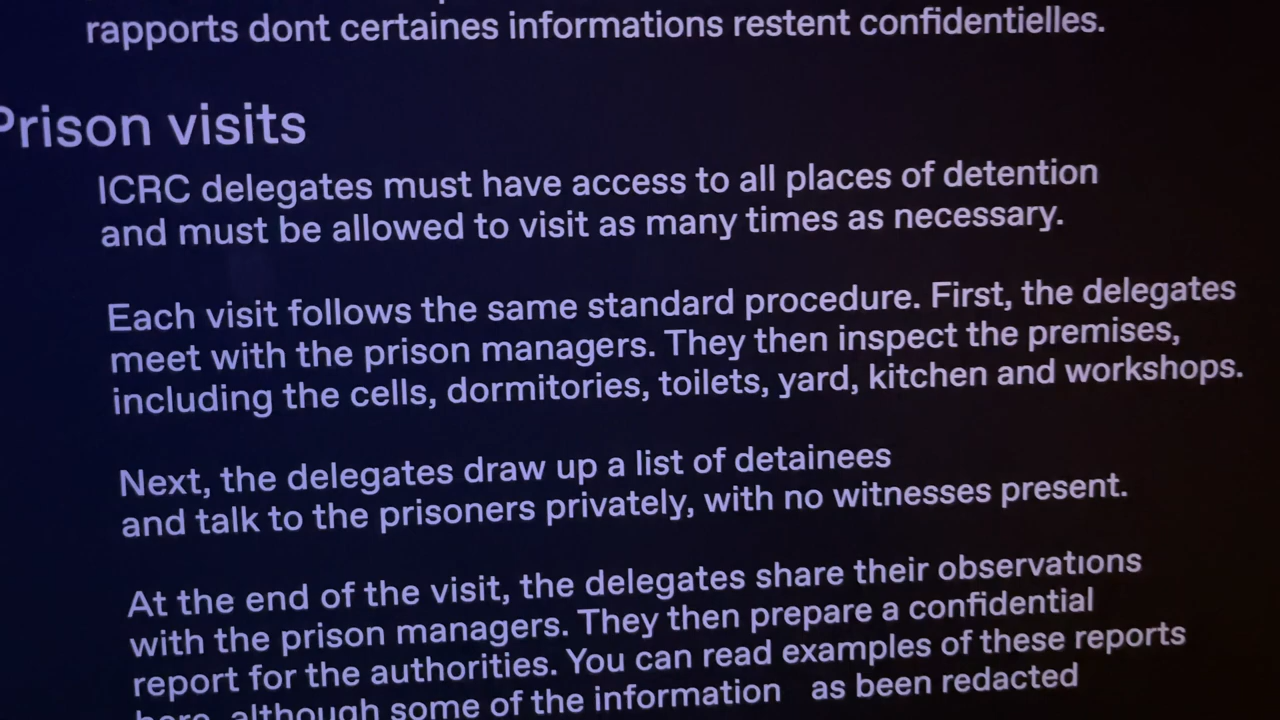 rapports dont certaines informations restent confidentielles.
Prison visits
ICRC delegates must have access to all places of detention
and must be allowed to visit as many times as necessary.
Each visit follows the same standard procedure. First, the delegates
meet with the prison managers. They then inspect the premises,
including the cells, dormitories, toilets, yard, kitchen and workshops.
Next, the delegates draw up a list of detainees
and talk to the prisoners privately, with no witnesses present.
At the end of the visit, the delegates share their observations
with the prison managers. They then prepare a confidential
report for the authorities. You can read examples of these reports
here, although some of the information as been redacted